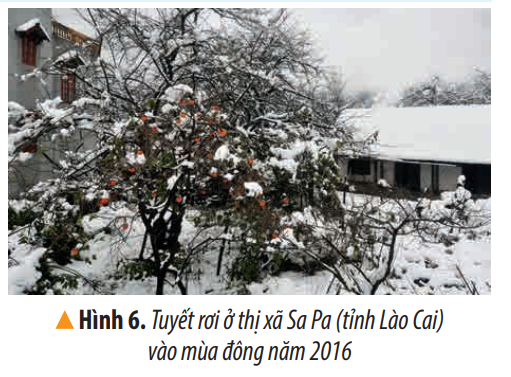 ▲ Hình 6. Tuyết rơi ở thị xã Sa Pa (tỉnh Lào Cai)
vào mùa đông năm 2016